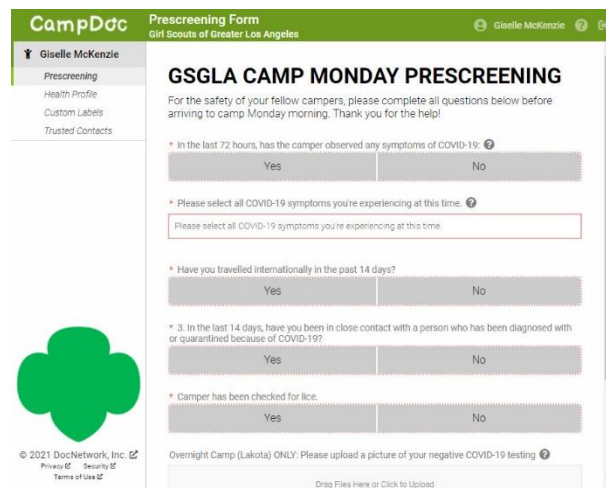 CampDoc
Prescreening Form
Girl Scouts of Greater Los Angeles
Giselle McKenzie
Giselle McKenzie
Prescreening
Health Profile
Custom Labels
Trusted Contacts
GSGLA CAMP MONDAY PRESCREENING
For the safety of your fellow campers, please complete all questions below before
arriving to camp Monday morning. Thank you for the help!
* In the last 72 hours, has the camper observed any symptoms of COVID-19:
Yes No
* Please select all COVID-19 symptoms you're experiencing at this time.
Please select all COVID-19 symptoms you're experiencing at this time.
* Have you travelled internationally in the past 14 days?
Yes No
* 3. In the last 14 days, have you been in close contact with a person who has been diagnosed with
or quarantined because of COVID-19?
Yes No
* Camper has been checked for lice.
Yes No
Overnight Camp (Lakota) ONLY: Please upload a picture of your negative COVID-19 testing
Drag Files Here or Click to Upload
© 2021 DocNetwork, Inc.
Privacy Security
Terms of Use